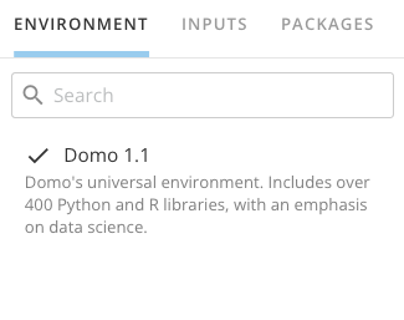 ENVIRONMENT INPUTS PACKAGES
Search
Domo 1.1
Domo's universal environment. Includes over
400 Python and R libraries, with an emphasis
on data science.